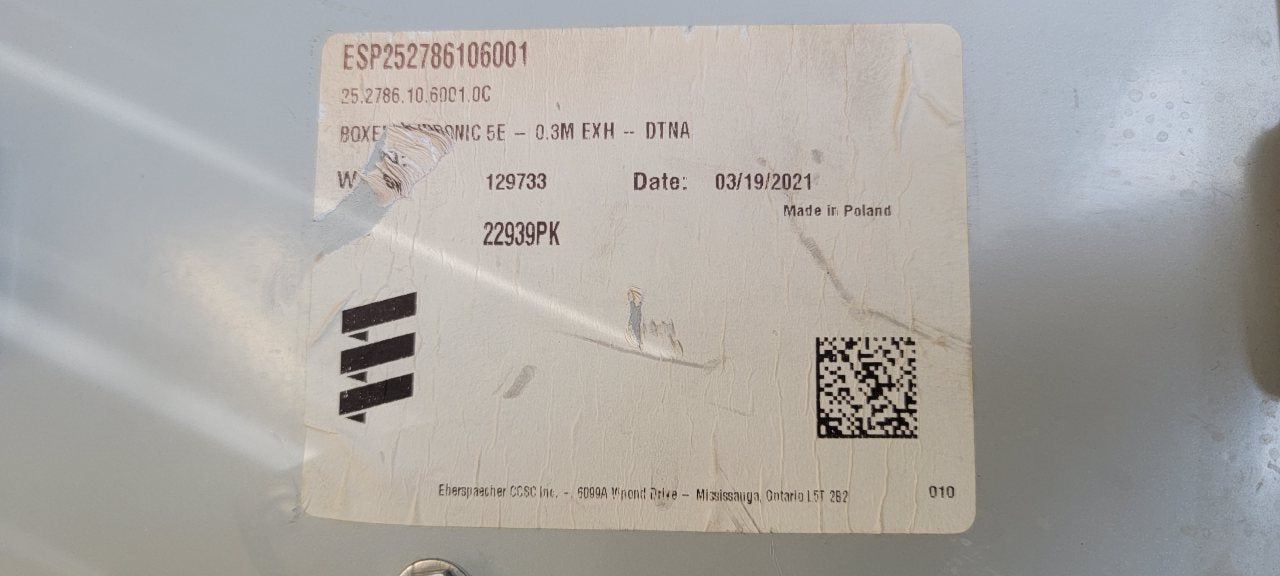 ESP252786106001
25.2786.10.6001.0C
5E - 0.3M EXH -- DTNA
129733 Date: 03/19/2021
Made in Poland
22939PK
Eberspaecher CCSC Inc. - 6099A Vipond Drive - Mississauga, Ontario L5T 2B2
010